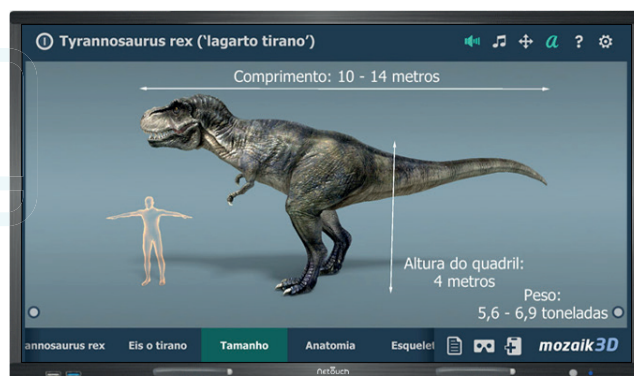 Tyrannosaurus rex (‘lagarto tirano’)
a ?
Comprimento: 10 - 14 metros
Altura do quadril:
4 metros
Peso:
5,6 - 6,9 toneladas
annosaurus rex Eis o tirano Tamanho Anatomia Esquelet mozaik3D
netouch